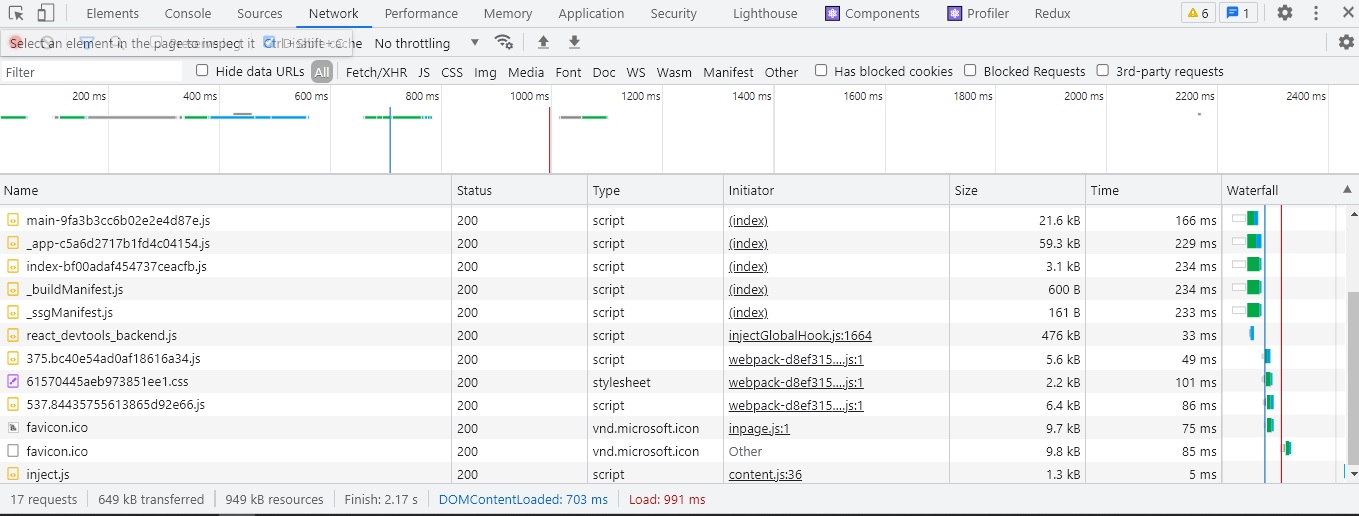 Elements Console Sources Network Performance Memory Application Security Lighthouse Components Profiler Redux 6 1
Select an element in the page to inspect it Ctrl+Shift+C No throttling
Filter Hide data URLs All Fetch/XHR JS CSS Img Media Font Doc WS Wasm Manifest Other Has blocked cookies Blocked Requests 3rd-party requests
200 ms 400 ms 600 ms 800 ms 1000 ms 1200 ms 1400 ms 1600 ms 1800 ms 2000 ms 2200 ms 2400 ms
Name Status Type Initiator Size Time Waterfall
main-9fa3b3cc6b02e2e4d87e.js 200 script (index) 21.6 kB 166 ms
_app-c5a6d2717b1fd4c04154.js 200 script (index) 59.3 kB 229 ms
index-bf00adaf454737ceacfb.js 200 script (index) 3.1 kB 234 ms
_buildManifest.js 200 script (index) 600 B 234 ms
_ssgManifest.js 200 script (index) 161 B 233 ms
react_devtools_backend.js 200 script injectGlobalHook.js:1664 476 kB 33 ms
375.bc40e54ad0af18616a34.js 200 script webpack-d8ef315….js:1 5.6 kB 49 ms
61570445aeb973851ee1.css 200 stylesheet webpack-d8ef315….js:1 2.2 kB 101 ms
537.84435755613865d92e66.js 200 script webpack-d8ef315….js:1 6.4 kB 86 ms
favicon.ico 200 vnd.microsoft.icon inpage.js:1 9.7 kB 75 ms
favicon.ico 200 vnd.microsoft.icon Other 9.8 kB 85 ms
inject.js 200 script content.js:36 1.3 kB 5 ms
17 requests 649 kB transferred 949 kB resources Finish: 2.17 s DOMContentLoaded: 703 ms Load: 991 ms